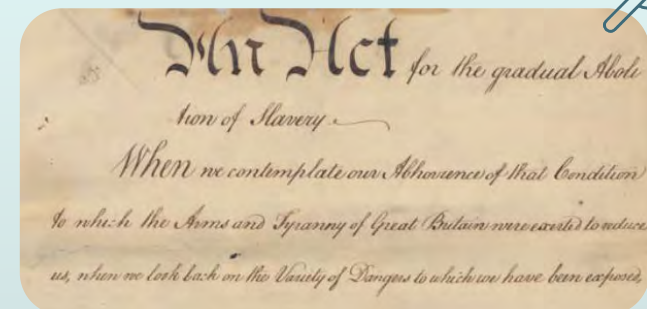 An Act for the gradual Aboli
tion of Slavery
When we contemplate our Abhorence of that Condition
to which the Arms and Tyranny of Great Britain were exerted to reduce
us, when we look back on the Variety of Dangers to which we have been exposed,